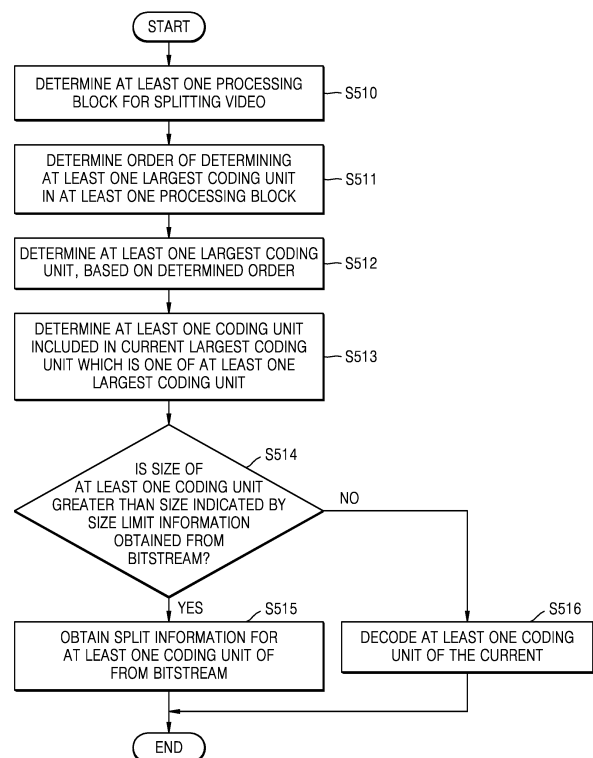 START
DETERMINE AT LEAST ONE PROCESSING
BLOCK FOR SPLITTING VIDEO
S510
DETERMINE ORDER OF DETERMINING
AT LEAST ONE LARGEST CODING UNIT
IN AT LEAST ONE PROCESSING BLOCK
S511
DETERMINE AT LEAST ONE LARGEST CODING
UNIT, BASED ON DETERMINED ORDER
S512
DETERMINE AT LEAST ONE CODING UNIT
INCLUDED IN CURRENT LARGEST CODING
UNIT WHICH IS ONE OF AT LEAST ONE
LARGEST CODING UNIT
S513
S514
IS SIZE OF
AT LEAST ONE CODING UNIT
GREATER THAN SIZE INDICATED BY
SIZE LIMIT INFORMATION
OBTAINED FROM
BITSTREAM?
NO
YES
S515
OBTAIN SPLIT INFORMATION FOR
AT LEAST ONE CODING UNIT OF
FROM BITSTREAM
S516
DECODE AT LEAST ONE CODING
UNIT OF THE CURRENT
END